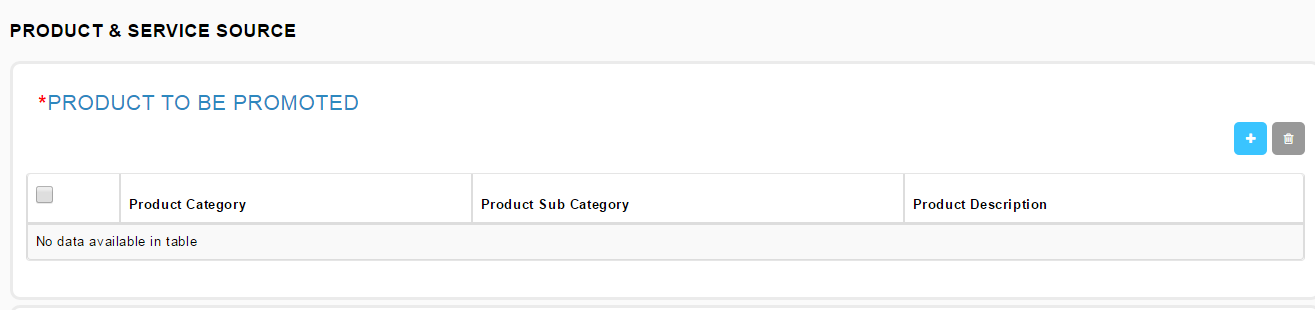 PRODUCT & SERVICE SOURCE
*PRODUCT TO BE PROMOTED
Product Category Product Sub Category Product Description
No data available in table